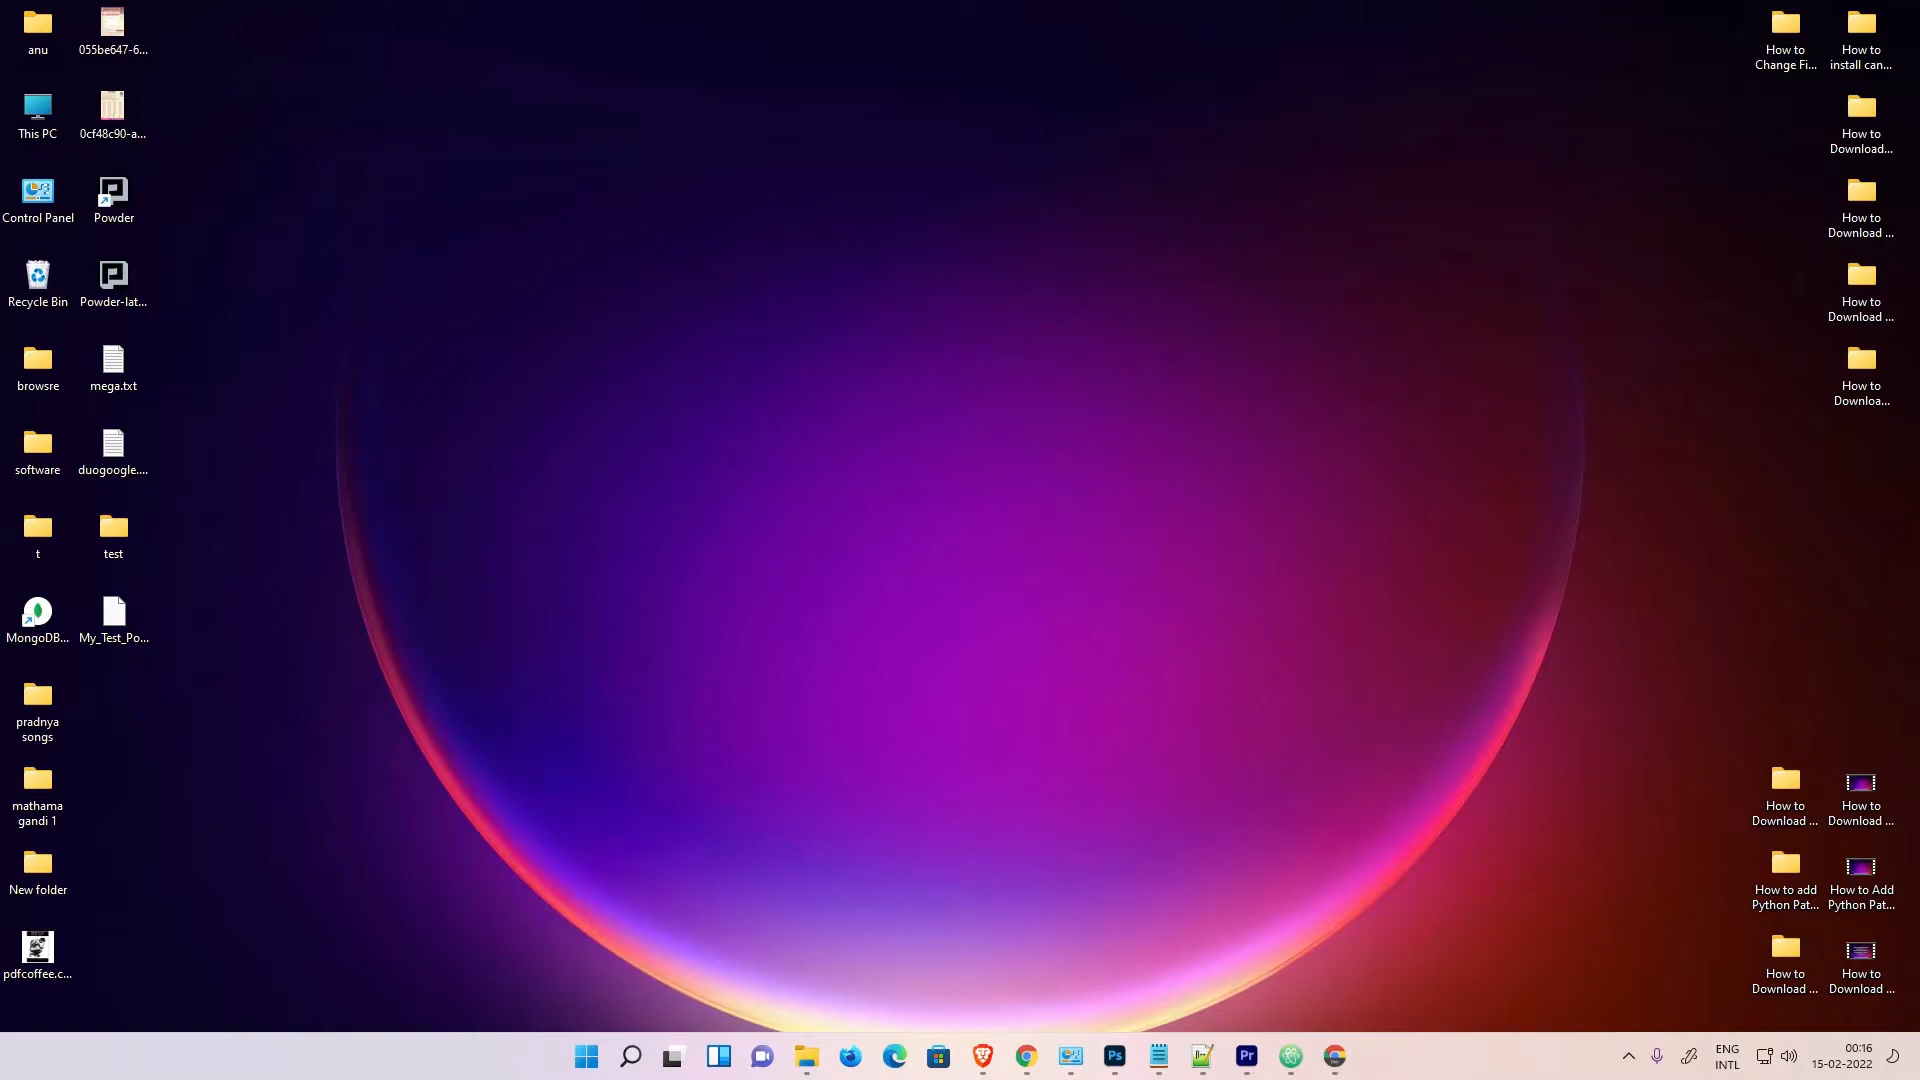 anu
055be647-6...
This PC
0cf48c90-a...
Control Panel
Powder
Recycle Bin
Powder-lat...
browsre
mega.txt
software
duogoogle....
t
test
MongoDB...
My_Test_Po...
pradnya
songs
mathama
gandi 1
New folder
pdfcoffee.c...
How to
Change Fi...
How to
install can...
How to
Download...
How to
Download ...
How to
Download ...
How to
Downloa...
How to
Download ...
How to
Download ...
How to add
Python Pat...
How to Add
Python Pat...
How to
Download ...
How to
Download ...
Ps
Pr
ENG
INTL
00:16
15-02-2022